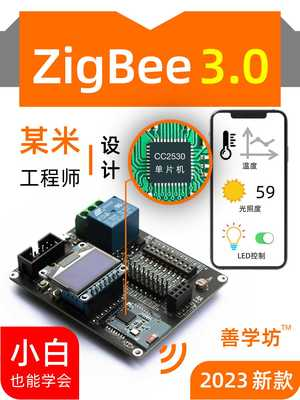 ZigBee 3.0
某米
工程师
设计
CC2530
单片机
温度
59
光照度
LED控制
小白
也能学会
善学坊™
2023 新款